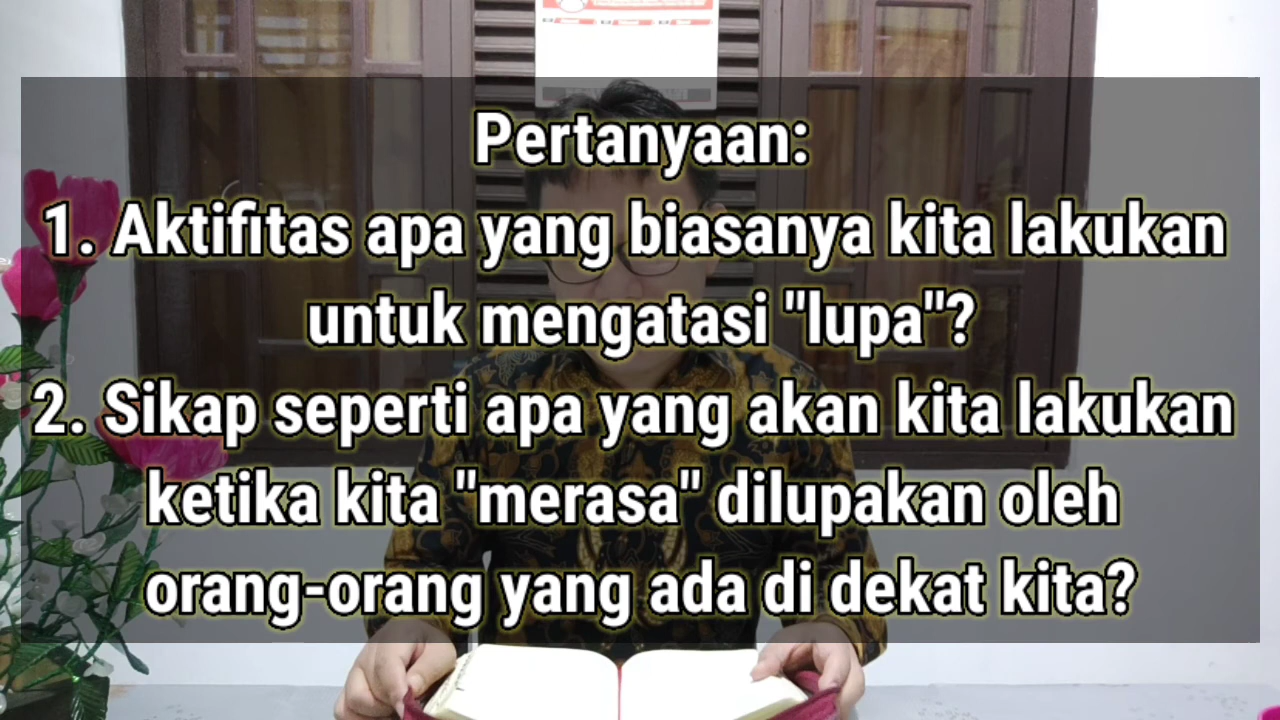 Pertanyaan:
1. Aktifitas apa yang biasanya kita lakukan
untuk mengatasi "lupa"?
2. Sikap seperti apa yang akan kita lakukan
ketika kita "merasa" dilupakan oleh
orang-orang yang ada di dekat kita?